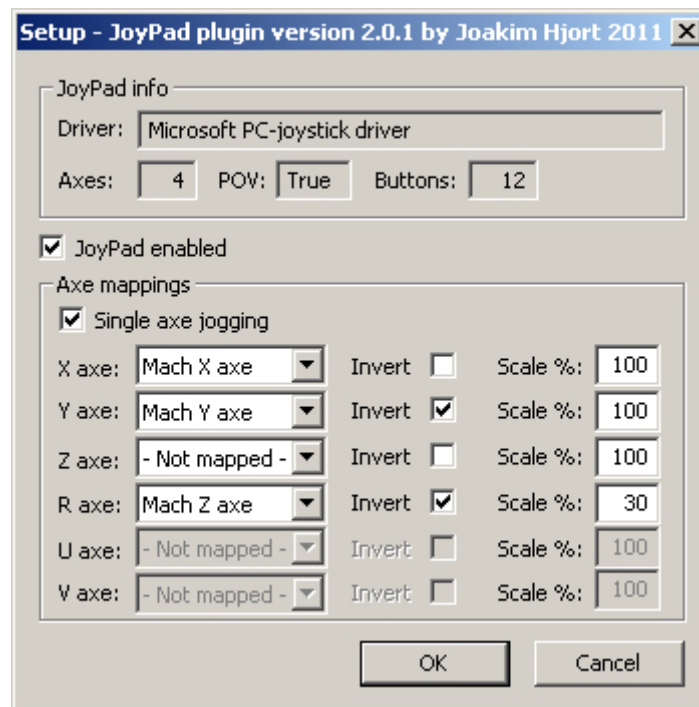 Setup - JoyPad plugin version 2.0.1 by Joakim Hjort 2011
JoyPad info
Driver: Microsoft PC-joystick driver
Axes: 4 POV: True Buttons: 12
JoyPad enabled
Axe mappings
Single axe jogging
X axe: Mach X axe Invert Scale %: 100
Y axe: Mach Y axe Invert Scale %: 100
Z axe: - Not mapped - Invert Scale %: 100
R axe: Mach Z axe Invert Scale %: 30
U axe: - Not mapped - Invert Scale %: 100
V axe: - Not mapped - Invert Scale %: 100
OK Cancel